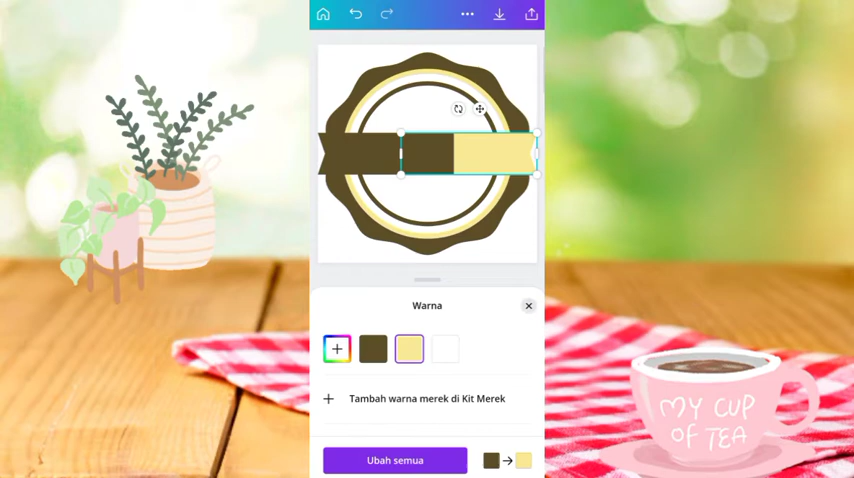 Warna
Tambah warna merek di Kit Merek
Ubah semua
MY CUP
OF TEA